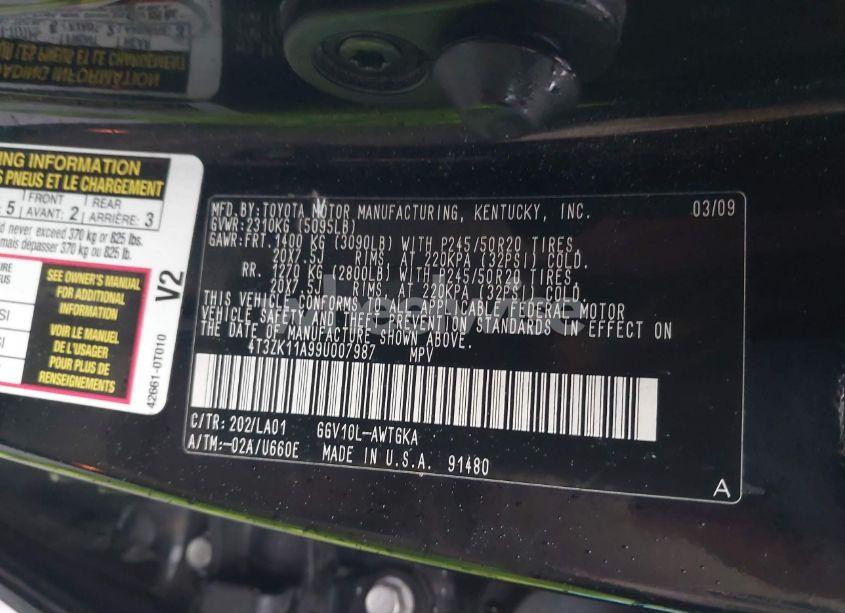 ING INFORMATION
S PNEUS ET LE CHARGEMENT
5 FRONT AVANT: 2 REAR ARRIÈRE: 3
d never exceed 370 kg or 825 lbs.
mais dépasser 370 kg ou 825 lb.
SEE OWNER'S MANUAL
FOR ADDITIONAL
INFORMATION
VOIR LE MANUEL
DE L'USAGER
POUR PLUS DE
RENSEIGNEMENTS
V2
42661-0T010
MFD.BY:TOYOTA MOTOR MANUFACTURING, KENTUCKY, INC. 03/09
GVWR:2310KG (5095LB)
GAWR:FRT.1400 KG (3090LB) WITH P245/50R20 TIRES,
20X7.5J RIMS, AT 220KPA (32PSI) COLD.
RR. 1270 KG (2800LB) WITH P245/50R20 TIRES,
20X7.5J RIMS, AT 220KPA (32PSI) COLD.
THIS VEHICLE CONFORMS TO ALL APPLICABLE FEDERAL MOTOR
VEHICLE SAFETY AND THEFT PREVENTION STANDARDS IN EFFECT ON
THE DATE OF MANUFACTURE SHOWN ABOVE.
4T3ZK11A99U007987 MPV
C/TR:202/LA01 GGV10L-AWTGKA
A/TM:-02A/U660E MADE IN U.S.A. 91480
A